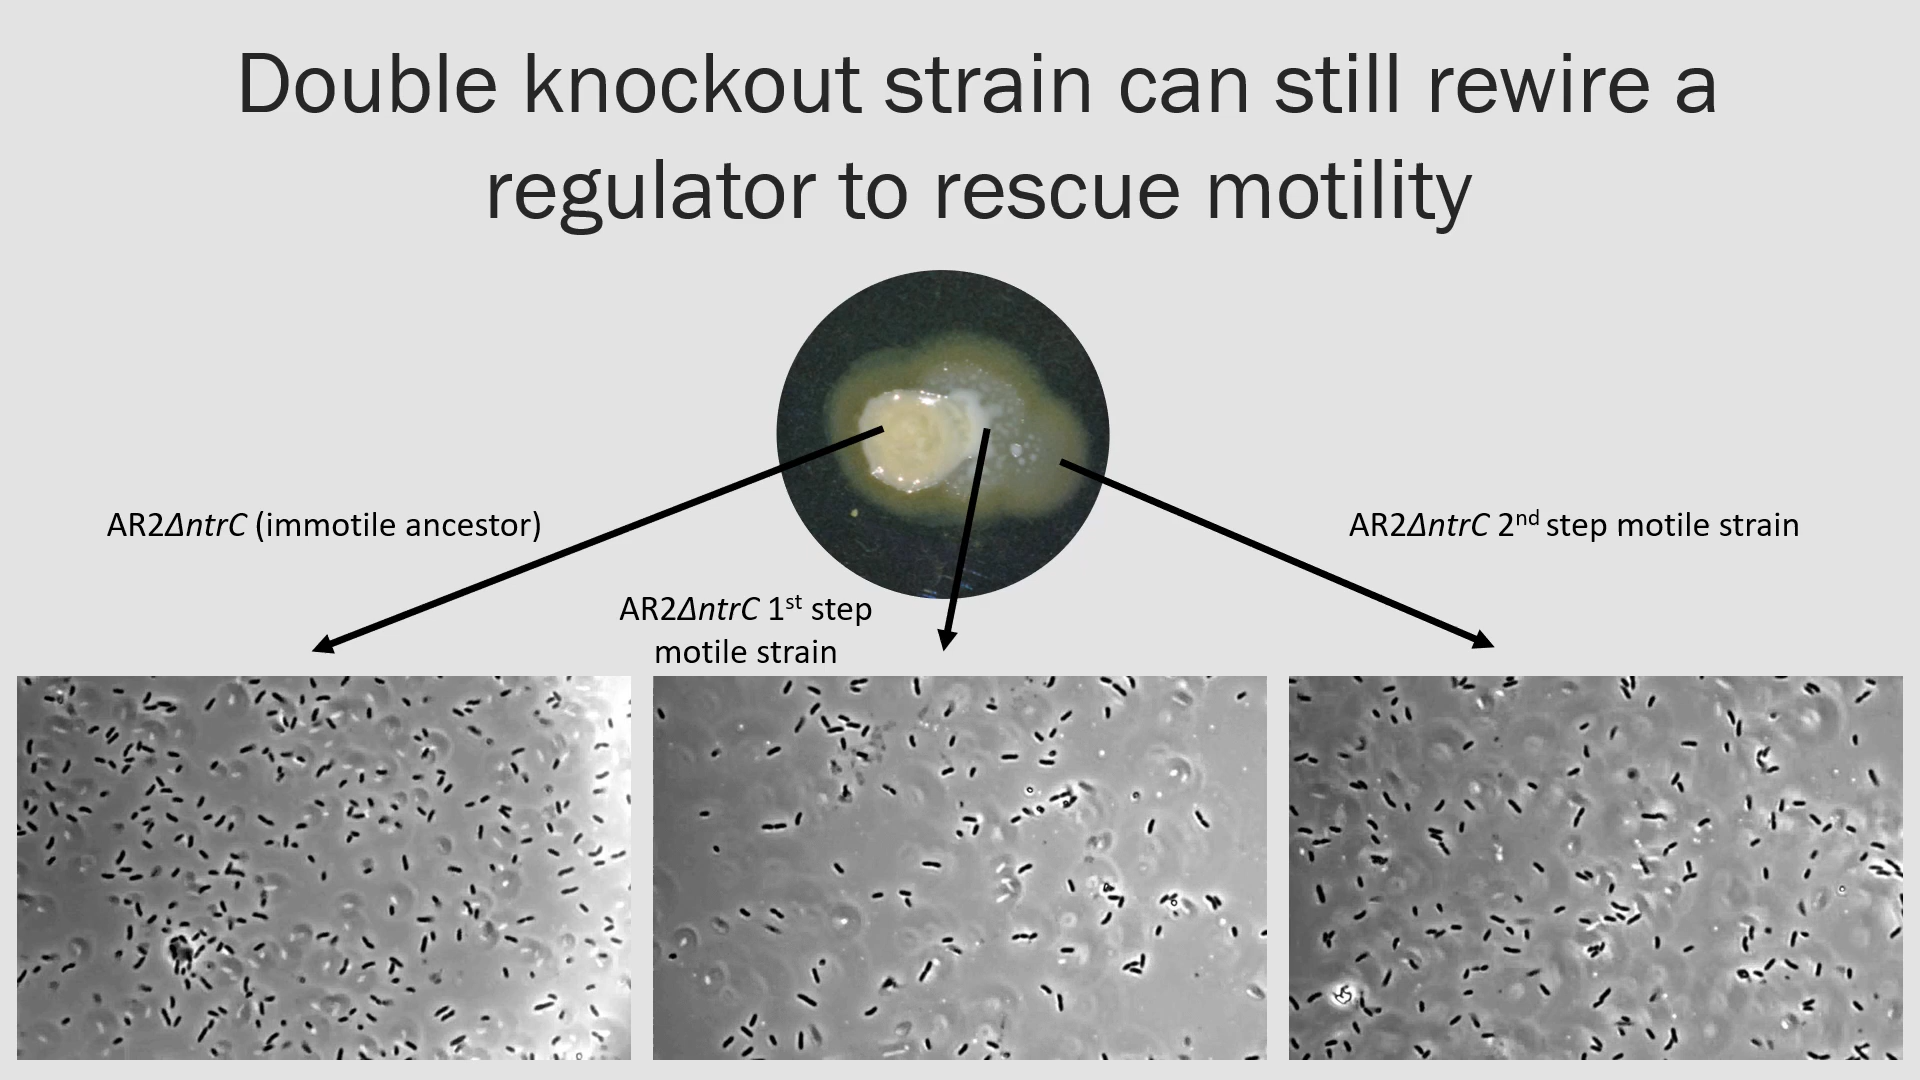 Double knockout strain can still rewire a
regulator to rescue motility
AR2ΔntrC (immotile ancestor)
AR2ΔntrC 1st step
motile strain
AR2ΔntrC 2nd step motile strain